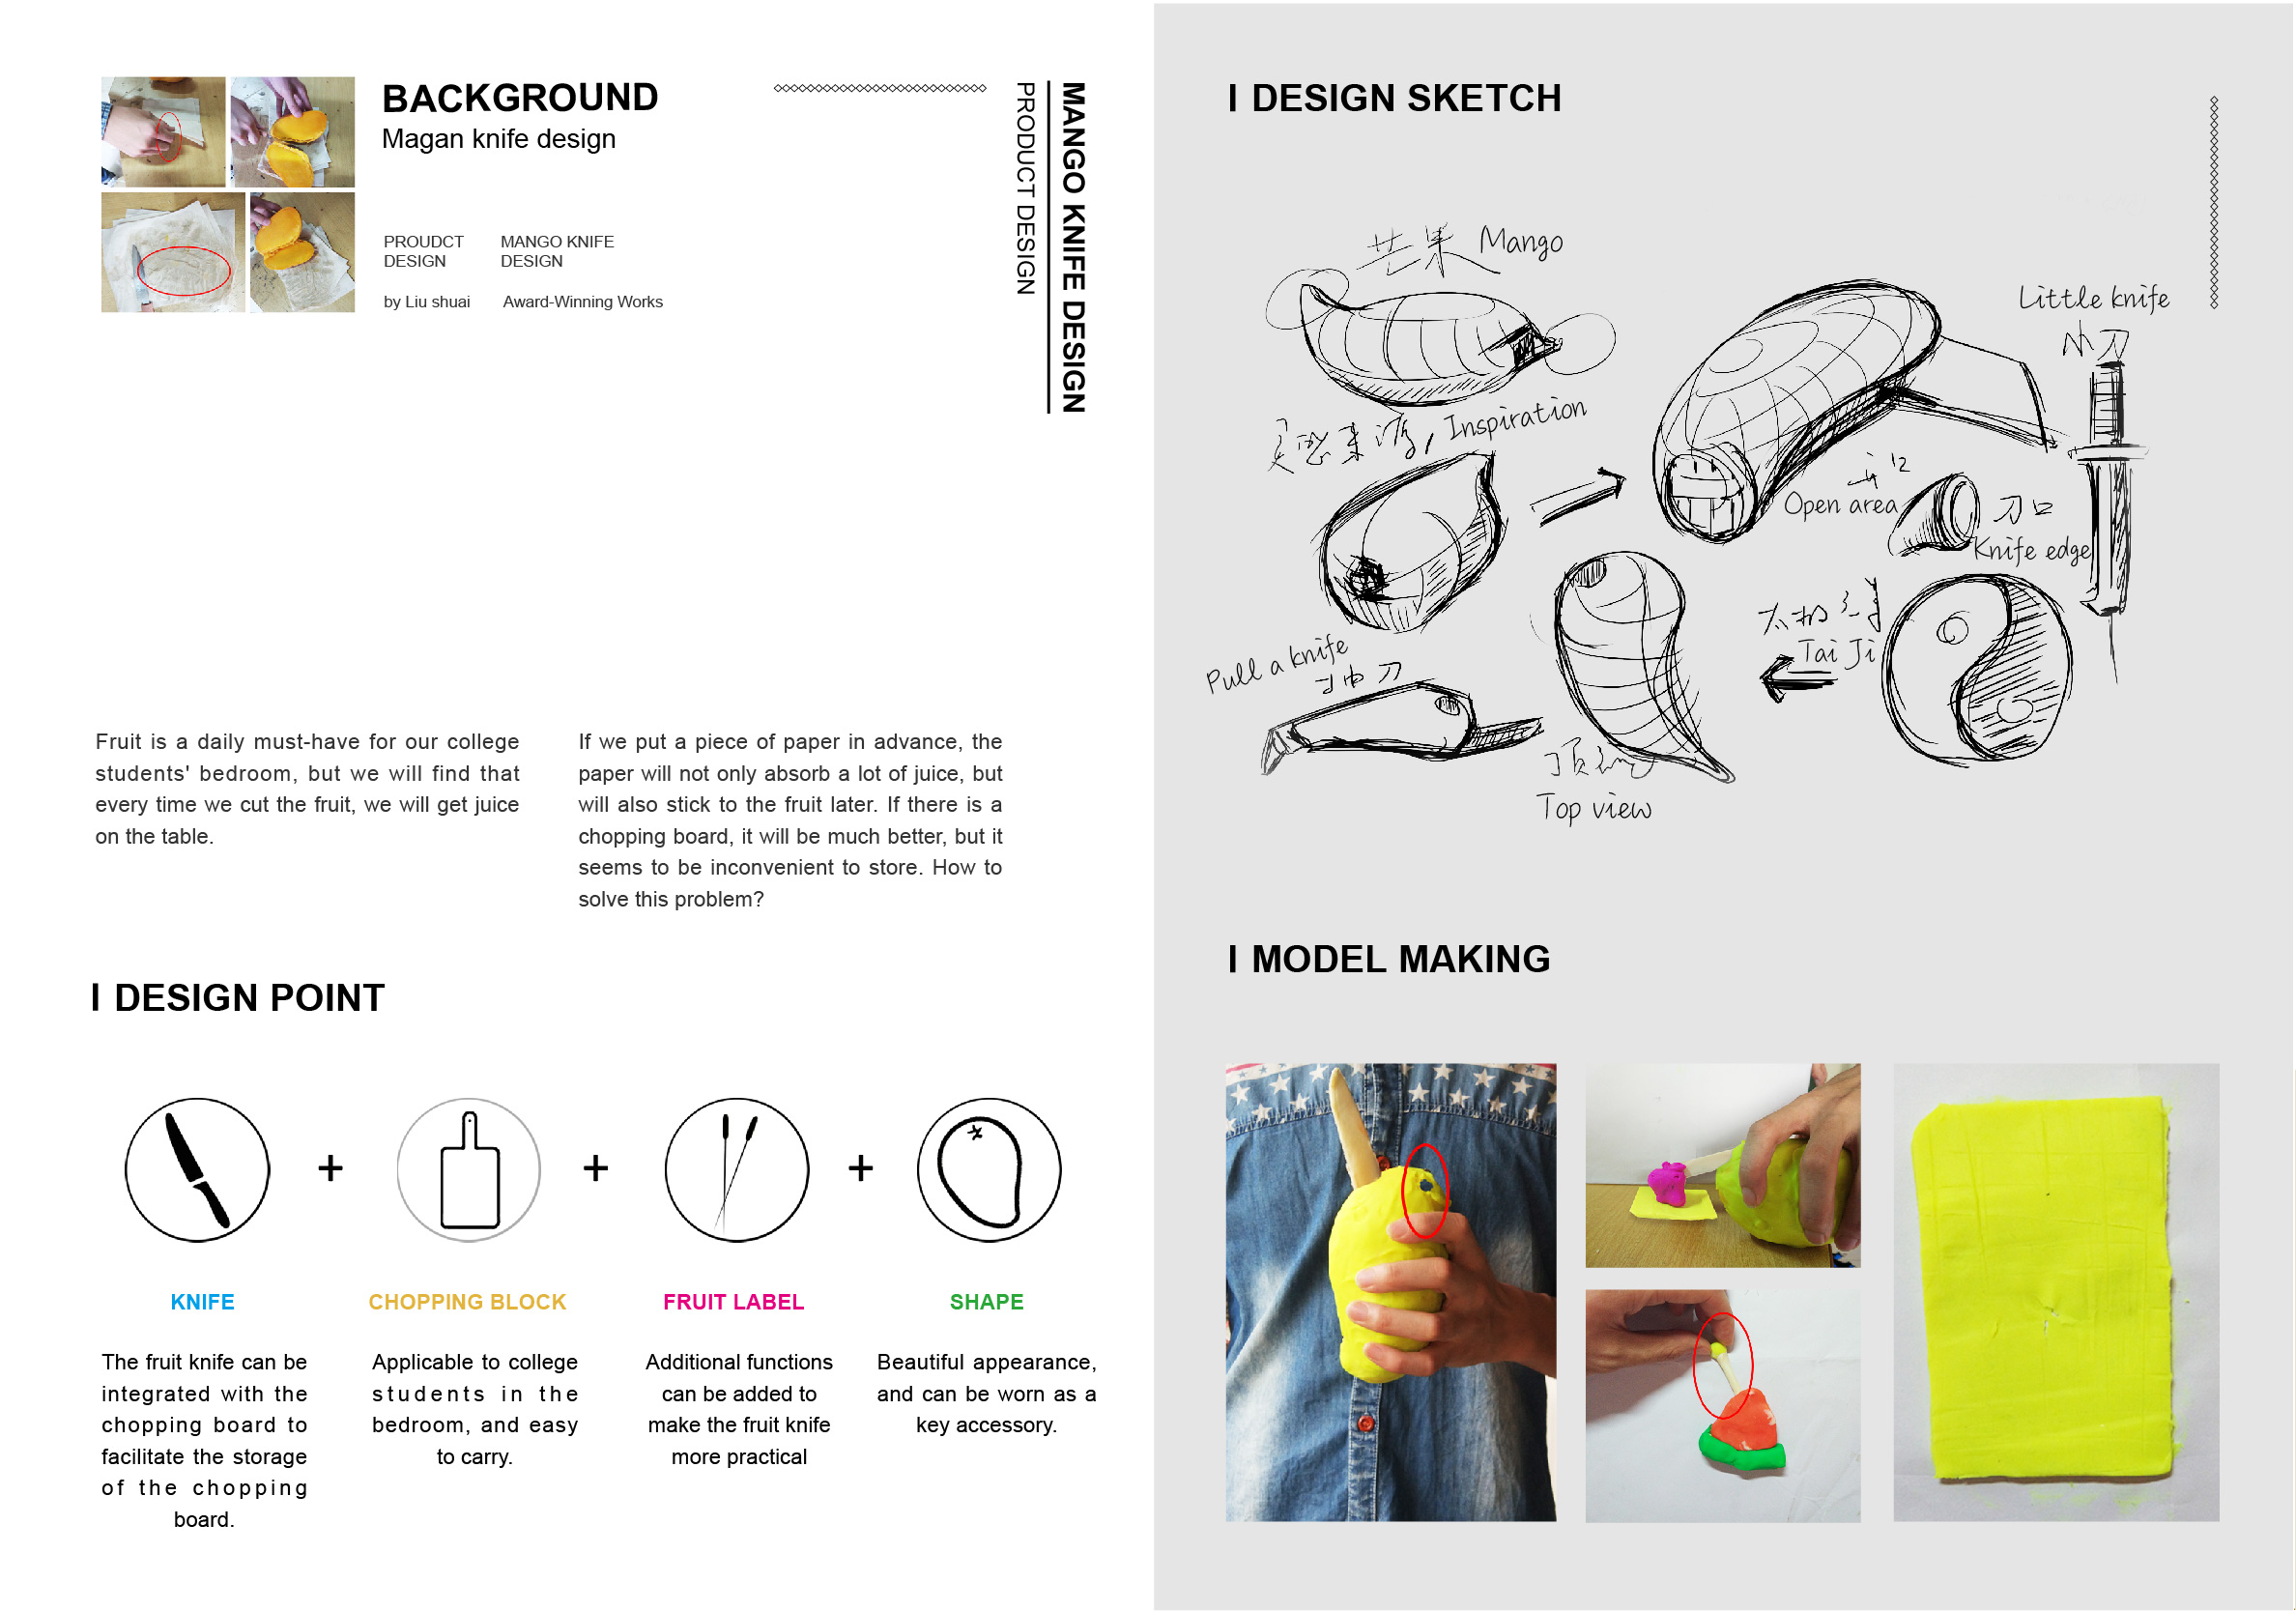 BACKGROUND
Magan knife design
PROUDCT
DESIGN
MANGO KNIFE
DESIGN
by Liu shuai
Award-Winning Works
MANGO KNIFE DESIGN
PRODUCT DESIGN
Fruit is a daily must-have for our college
students' bedroom, but we will find that
every time we cut the fruit, we will get juice
on the table.
If we put a piece of paper in advance, the
paper will not only absorb a lot of juice, but
will also stick to the fruit later. If there is a
chopping board, it will be much better, but it
seems to be inconvenient to store. How to
solve this problem?
I DESIGN POINT
+
+
+
KNIFE
The fruit knife can be
integrated with the
chopping board to
facilitate the storage
of the chopping
board.
CHOPPING BLOCK
Applicable to college
students in the
bedroom, and easy
to carry.
FRUIT LABEL
Additional functions
can be added to
make the fruit knife
more practical
SHAPE
Beautiful appearance,
and can be worn as a
key accessory.
I DESIGN SKETCH
芒果 Mango
Little knife
小刀
灵感来源, Inspiration
Open area
刀口
Knife edge
Tai Ji
Pull a knife
抽刀
Top view
I MODEL MAKING